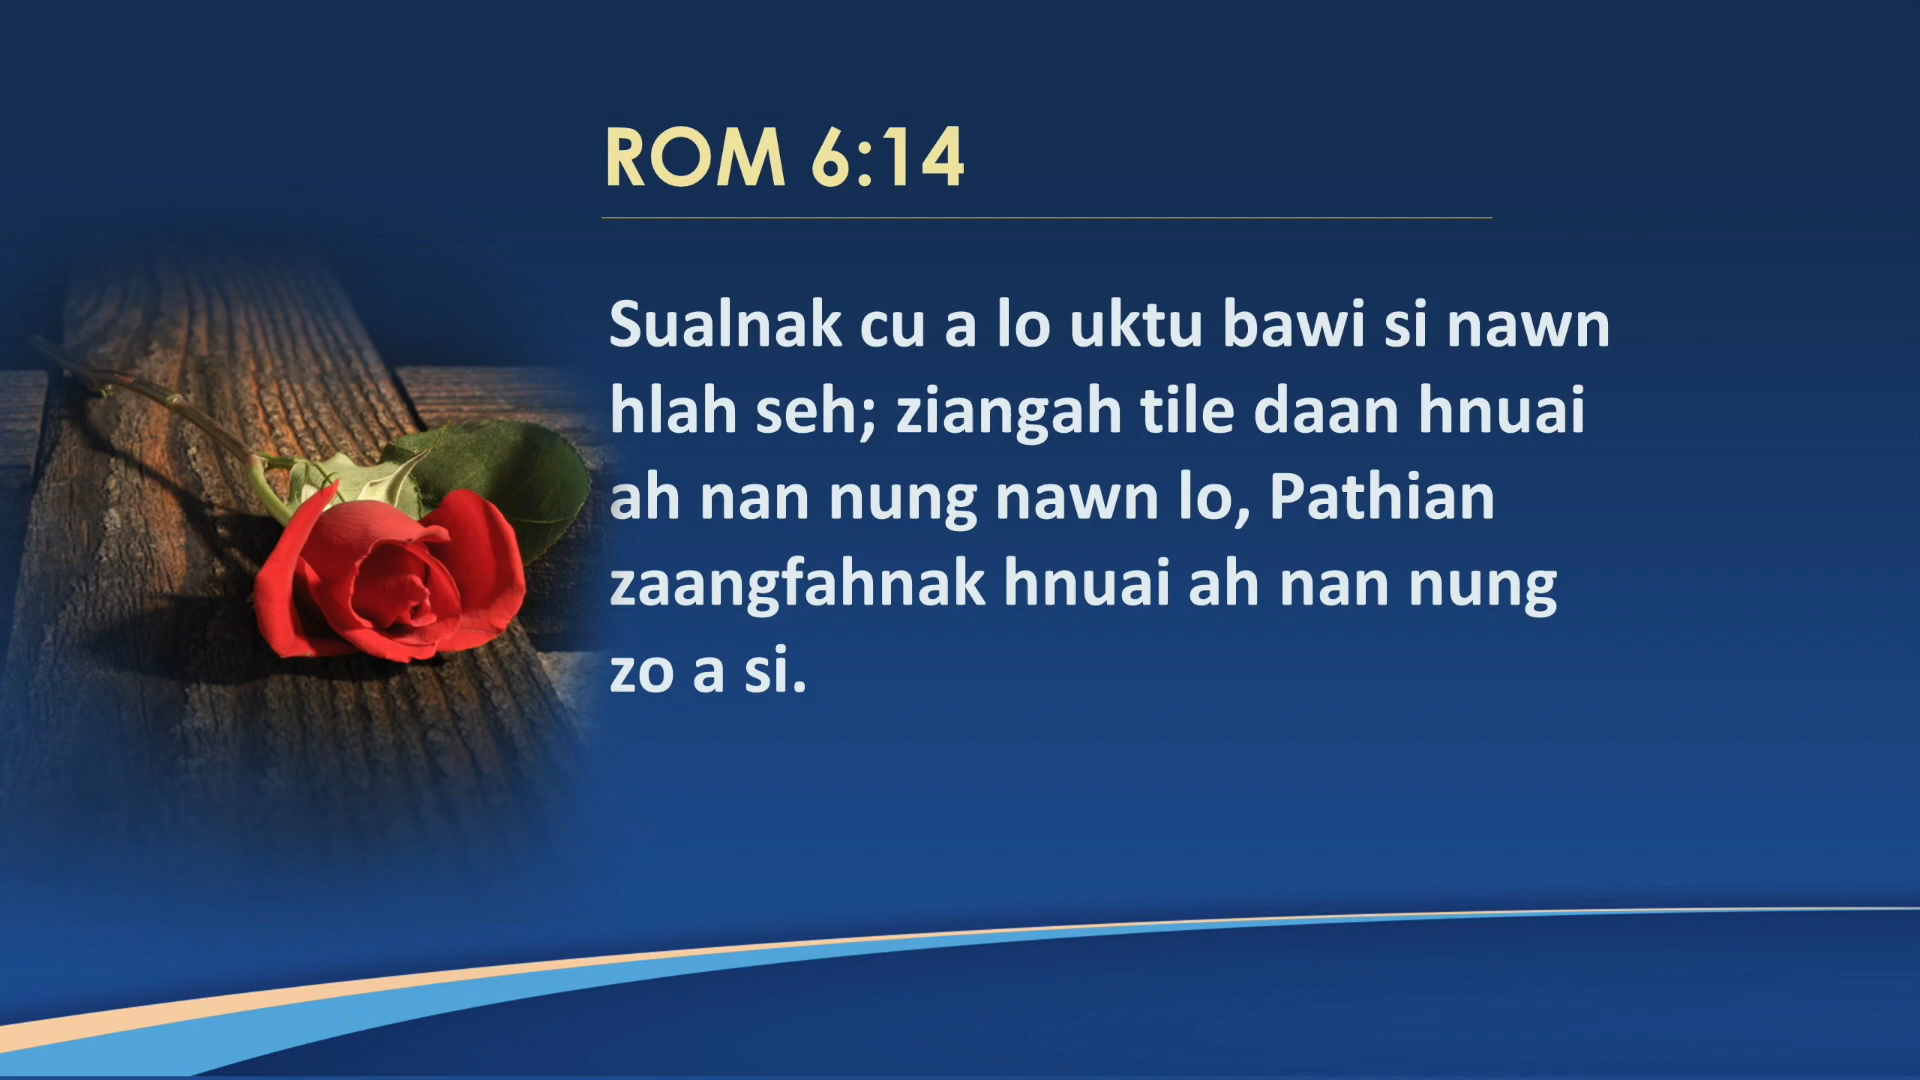 ROM 6:14
Sualnak cu a lo uktu bawi si nawn
hlah seh; ziangah tile daan hnuai
ah nan nung nawn lo, Pathian
zaangfahnak hnuai ah nan nung
zo a si.